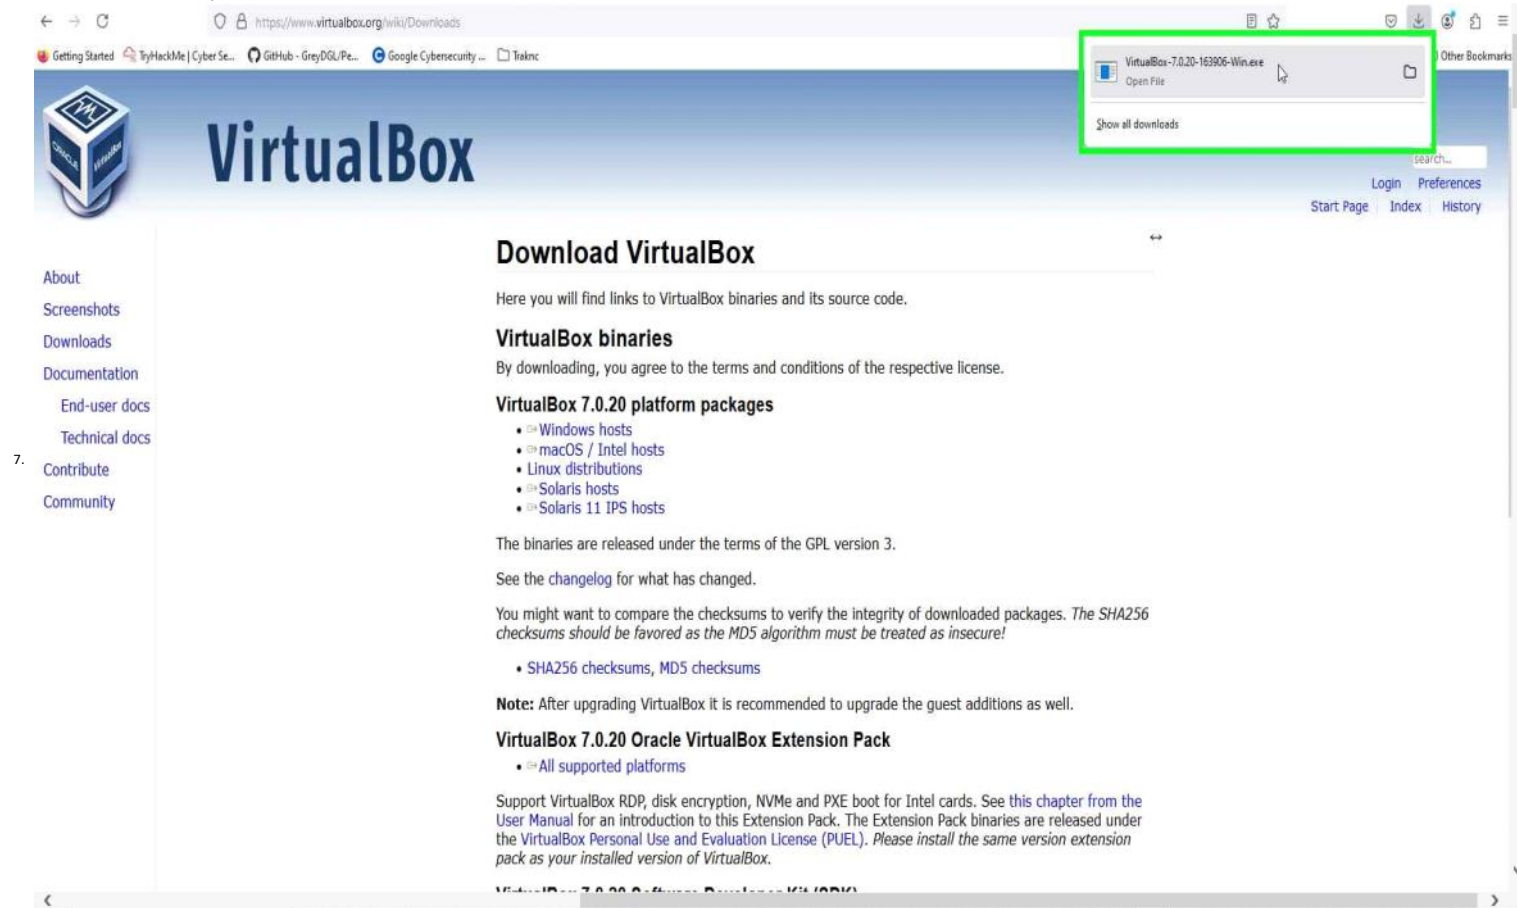 https://www.virtualbox.org/wiki/Downloads
Getting Started TryHackMe | Cyber Se... GitHub - GreyDGL/Pe... Google Cybersecurity ... Traknc Other Bookmarks
VirtualBox-7.0.20-163906-Win.exe
Open File
Show all downloads
ORACLE
VirtualBox
VirtualBox
search...
Login Preferences
Start Page Index History
About
Screenshots
Downloads
Documentation
End-user docs
Technical docs
7.
Contribute
Community
Download VirtualBox
Here you will find links to VirtualBox binaries and its source code.
VirtualBox binaries
By downloading, you agree to the terms and conditions of the respective license.
VirtualBox 7.0.20 platform packages
• Windows hosts
• macOS / Intel hosts
• Linux distributions
• Solaris hosts
• Solaris 11 IPS hosts
The binaries are released under the terms of the GPL version 3.
See the changelog for what has changed.
You might want to compare the checksums to verify the integrity of downloaded packages. The SHA256
checksums should be favored as the MD5 algorithm must be treated as insecure!
• SHA256 checksums, MD5 checksums
Note: After upgrading VirtualBox it is recommended to upgrade the guest additions as well.
VirtualBox 7.0.20 Oracle VirtualBox Extension Pack
• All supported platforms
Support VirtualBox RDP, disk encryption, NVMe and PXE boot for Intel cards. See this chapter from the
User Manual for an introduction to this Extension Pack. The Extension Pack binaries are released under
the VirtualBox Personal Use and Evaluation License (PUEL). Please install the same version extension
pack as your installed version of VirtualBox.
VirtualBox 7.0.20 Software Developer Kit (SDK)